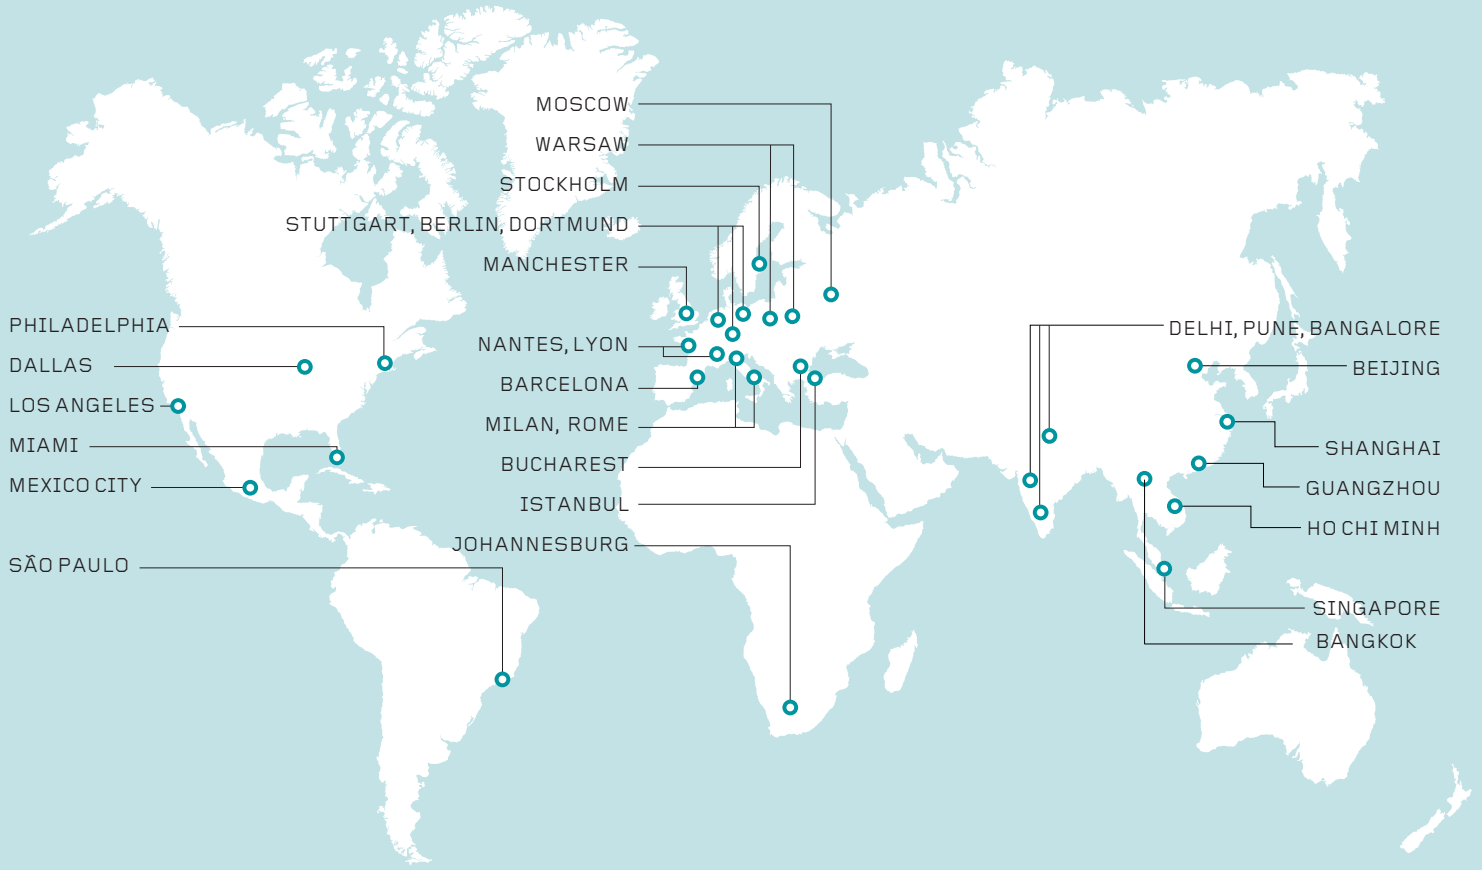 MOSCOW
WARSAW
STOCKHOLM
STUTTGART, BERLIN, DORTMUND
MANCHESTER
NANTES, LYON
BARCELONA
MILAN, ROME
BUCHAREST
ISTANBUL
JOHANNESBURG
PHILADELPHIA
DALLAS
LOS ANGELES
MIAMI
MEXICO CITY
SÃO PAULO
DELHI, PUNE, BANGALORE
BEIJING
SHANGHAI
GUANGZHOU
HO CHI MINH
SINGAPORE
BANGKOK